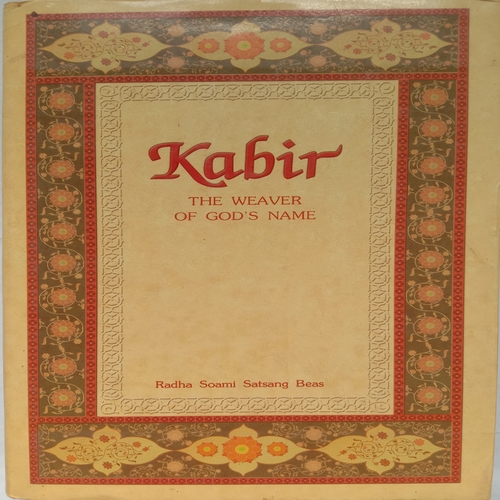 Kabir
THE WEAVER
OF GOD'S NAME
Radha Soami Satsang Beas